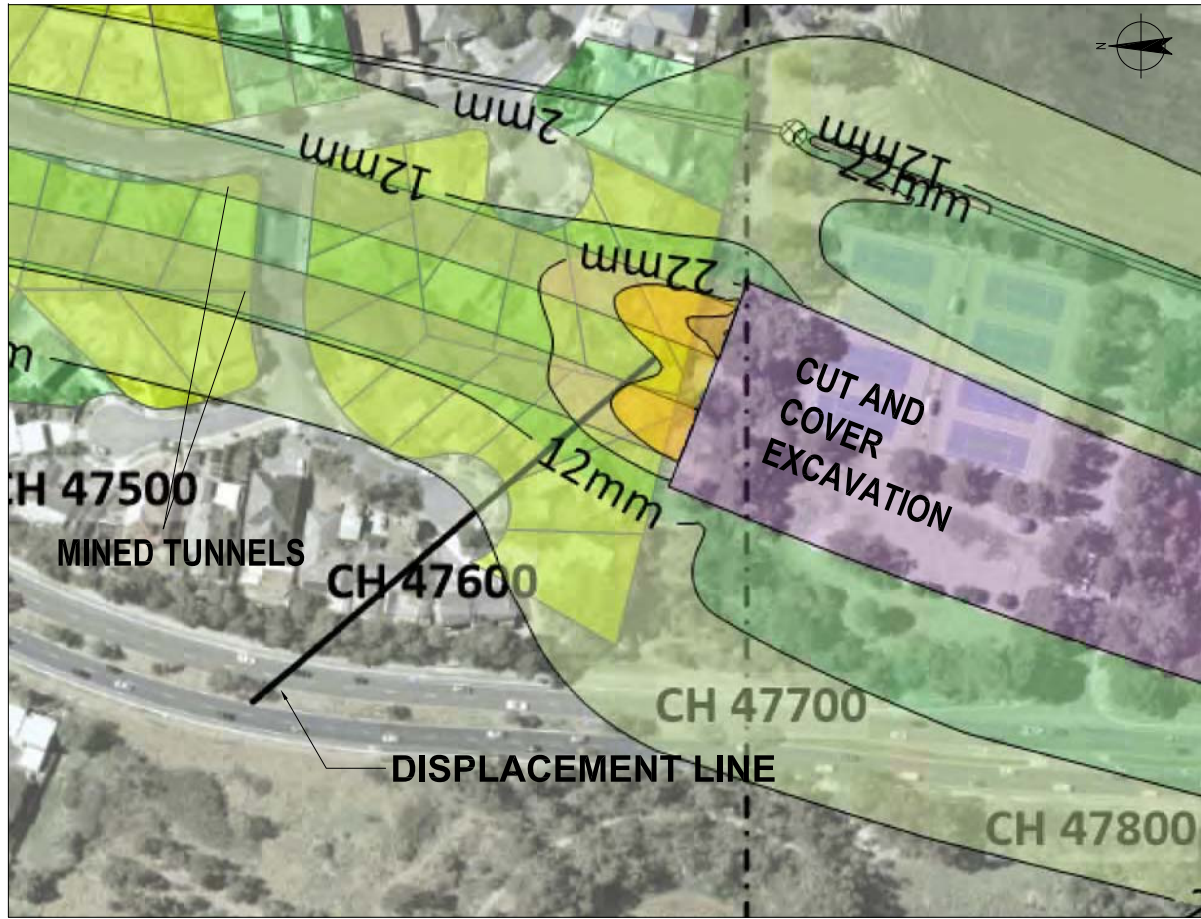 N
2mm
12mm
12mm
22mm
22mm
CUT AND
COVER
EXCAVATION
12mm
m
CH 47500
MINED TUNNELS
CH 47600
CH 47700
DISPLACEMENT LINE
CH 47800